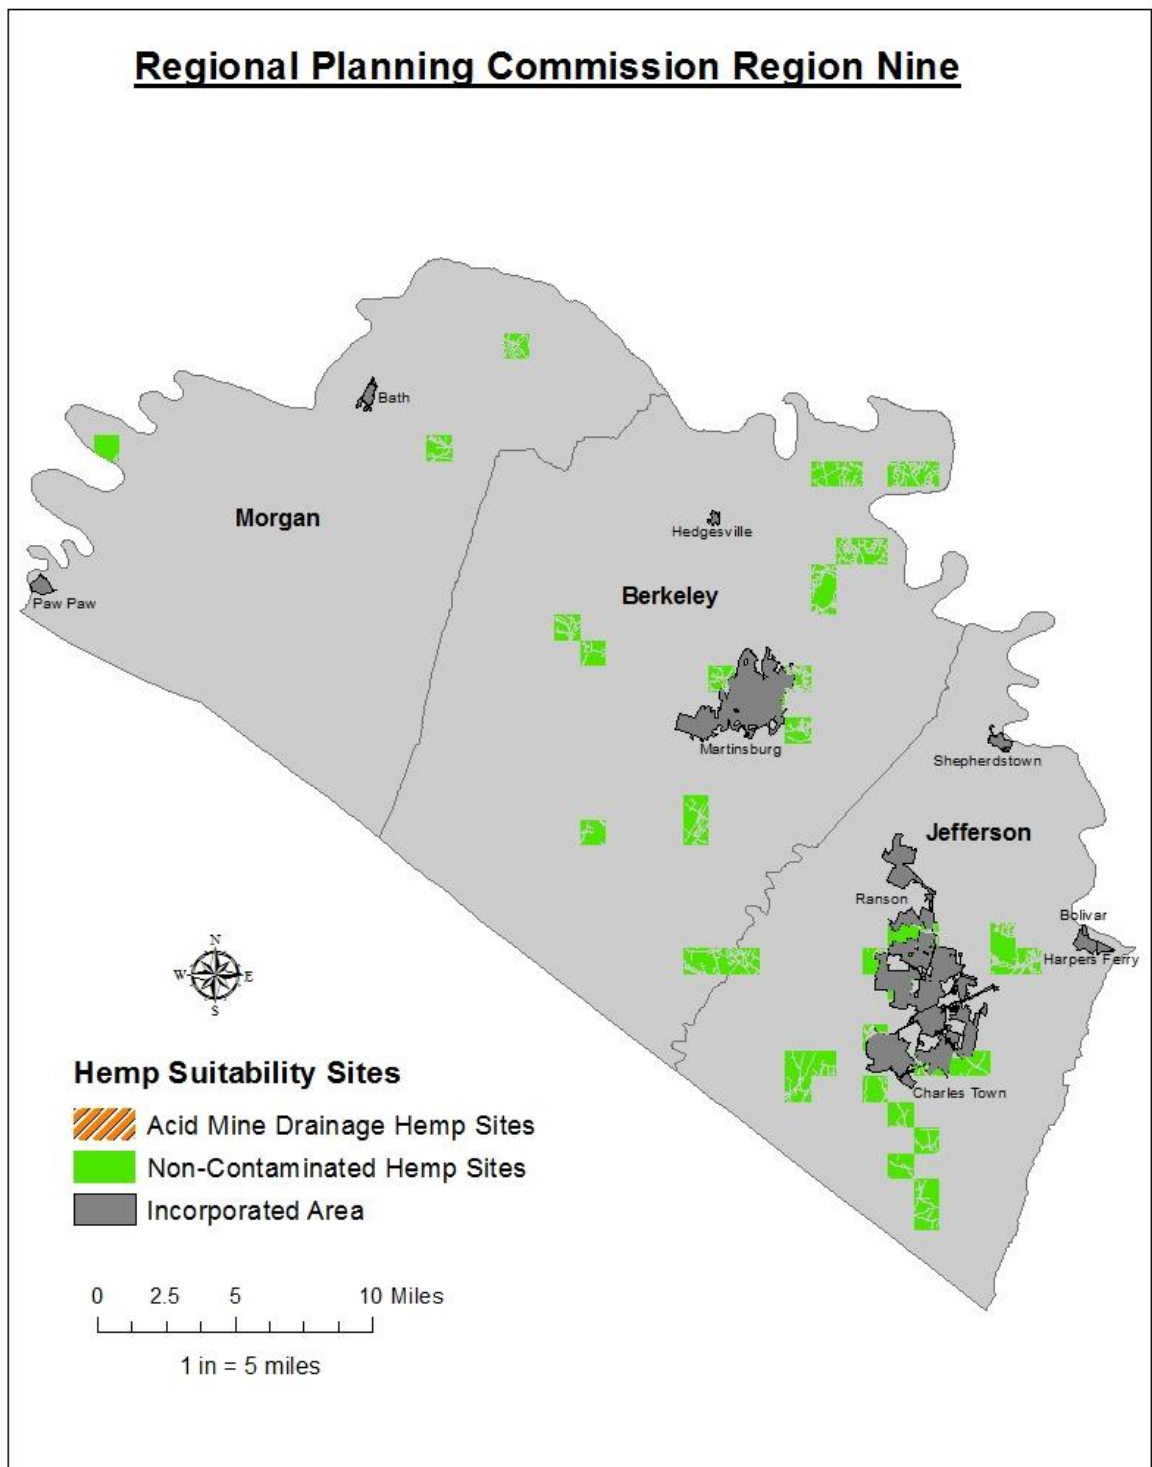 Regional Planning Commission Region Nine
Bath
Morgan
Hedgesville
Berkeley
Paw Paw
Martinsburg
Shepherdstown
Jefferson
Ranson
Bolivar
Harpers Ferry
N
W E
S
Charles Town
Hemp Suitability Sites
Acid Mine Drainage Hemp Sites
Non-Contaminated Hemp Sites
Incorporated Area
0 2.5 5 10 Miles
1 in = 5 miles